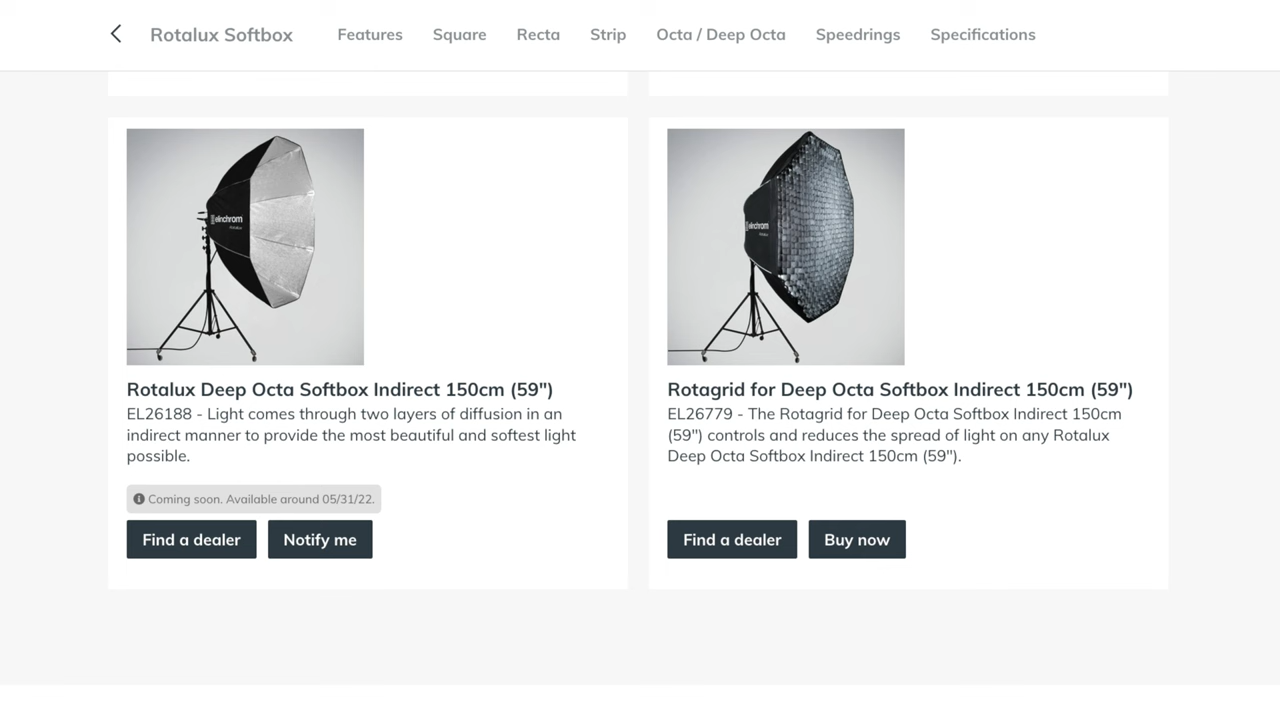 Rotalux Softbox Features Square Recta Strip Octa / Deep Octa Speedrings Specifications
elinchrom
elinchrom
Rotalux Deep Octa Softbox Indirect 150cm (59")
EL26188 - Light comes through two layers of diffusion in an
indirect manner to provide the most beautiful and softest light
possible.
Coming soon. Available around 05/31/22.
Find a dealer Notify me
Rotagrid for Deep Octa Softbox Indirect 150cm (59")
EL26779 - The Rotagrid for Deep Octa Softbox Indirect 150cm
(59") controls and reduces the spread of light on any Rotalux
Deep Octa Softbox Indirect 150cm (59").
Find a dealer Buy now